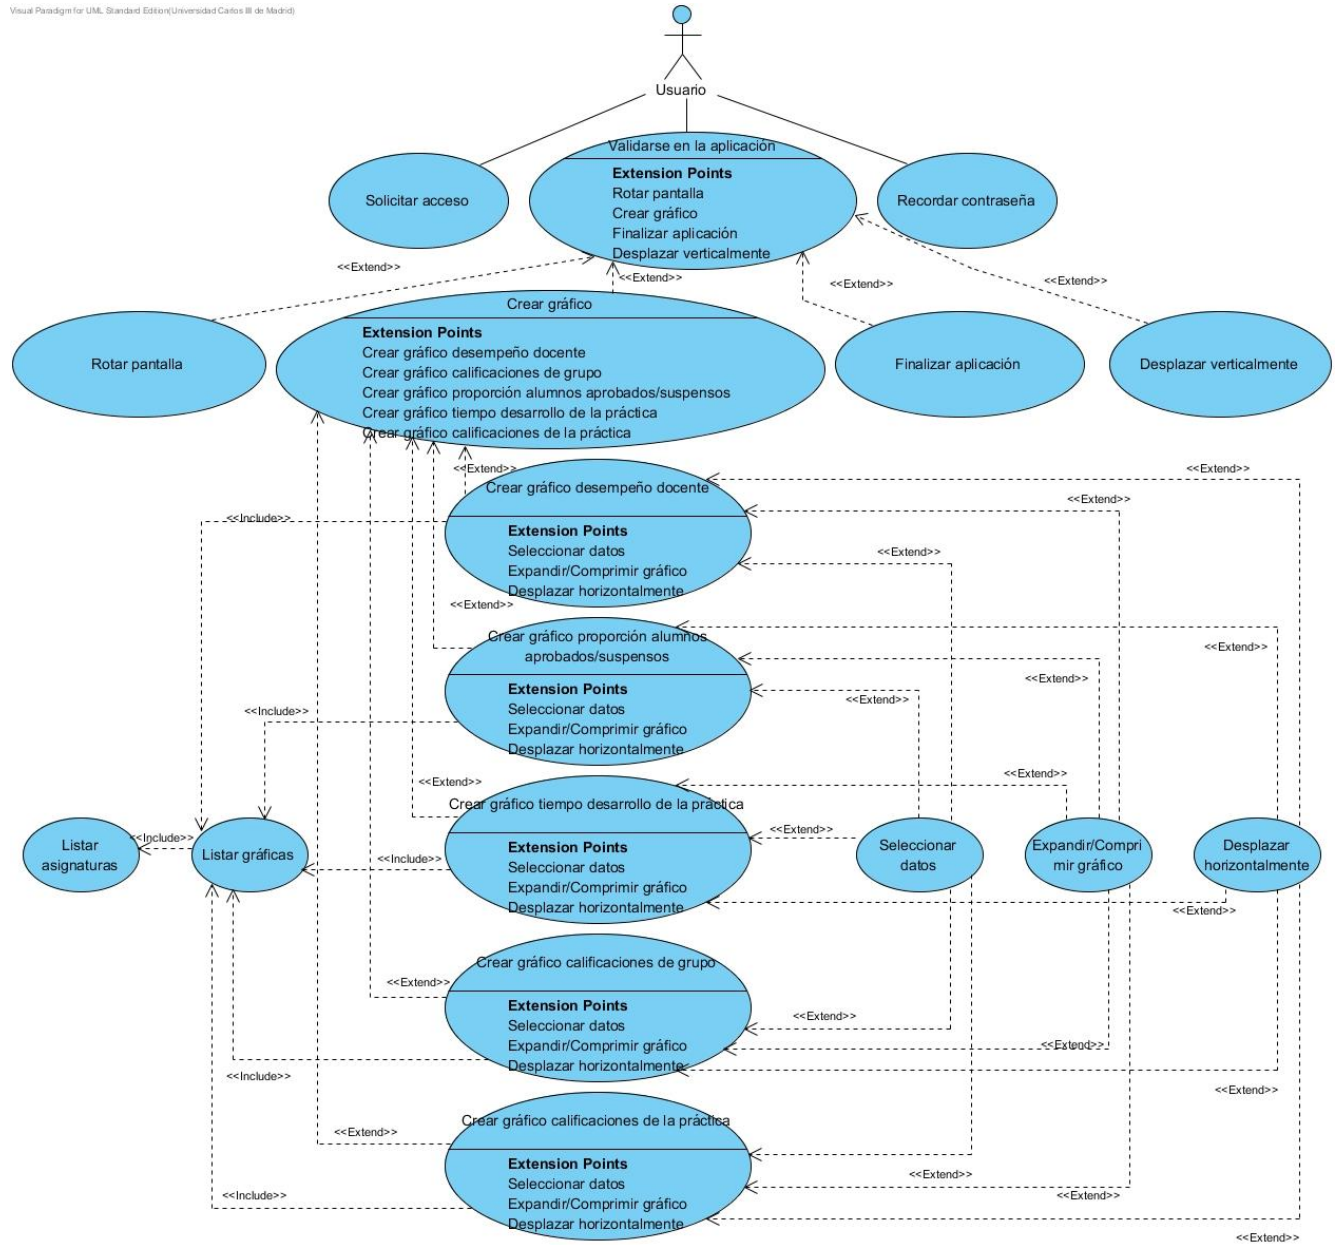 Visual Paradigm for UML Standard Edition(Universidad Carlos III de Madrid)
Usuario
Solicitar acceso
Validarse en la aplicación
Extension Points
Rotar pantalla
Crear gráfico
Finalizar aplicación
Desplazar verticalmente
Recordar contraseña
<<Extend>>
<<Extend>>
<<Extend>>
<<Extend>>
Rotar pantalla
Crear gráfico
Extension Points
Crear gráfico desempeño docente
Crear gráfico calificaciones de grupo
Crear gráfico proporción alumnos aprobados/suspensos
Crear gráfico tiempo desarrollo de la práctica
Crear gráfico calificaciones de la práctica
Finalizar aplicación
Desplazar verticalmente
<<Extend>>
<<Extend>>
<<Extend>>
<<Include>>
<<Extend>>
Crear gráfico desempeño docente
Extension Points
Seleccionar datos
Expandir/Comprimir gráfico
Desplazar horizontalmente
<<Extend>>
<<Extend>>
<<Extend>>
<<Include>>
<<Extend>>
Crear gráfico proporción alumnos
aprobados/suspensos
Extension Points
Seleccionar datos
Expandir/Comprimir gráfico
Desplazar horizontalmente
<<Extend>>
<<Extend>>
Crear gráfico tiempo desarrollo de la práctica
Extension Points
Seleccionar datos
Expandir/Comprimir gráfico
Desplazar horizontalmente
<<Extend>>
<<Include>>
<<Include>>
Listar
asignaturas
Listar gráficas
Seleccionar
datos
Expandir/Compri
mir gráfico
Desplazar
horizontalmente
<<Extend>>
<<Extend>>
Crear gráfico calificaciones de grupo
Extension Points
Seleccionar datos
Expandir/Comprimir gráfico
Desplazar horizontalmente
<<Extend>>
<<Extend>>
<<Include>>
<<Extend>>
<<Extend>>
Crear gráfico calificaciones de la práctica
Extension Points
Seleccionar datos
Expandir/Comprimir gráfico
Desplazar horizontalmente
<<Extend>>
<<Include>>
<<Extend>>
<<Extend>>